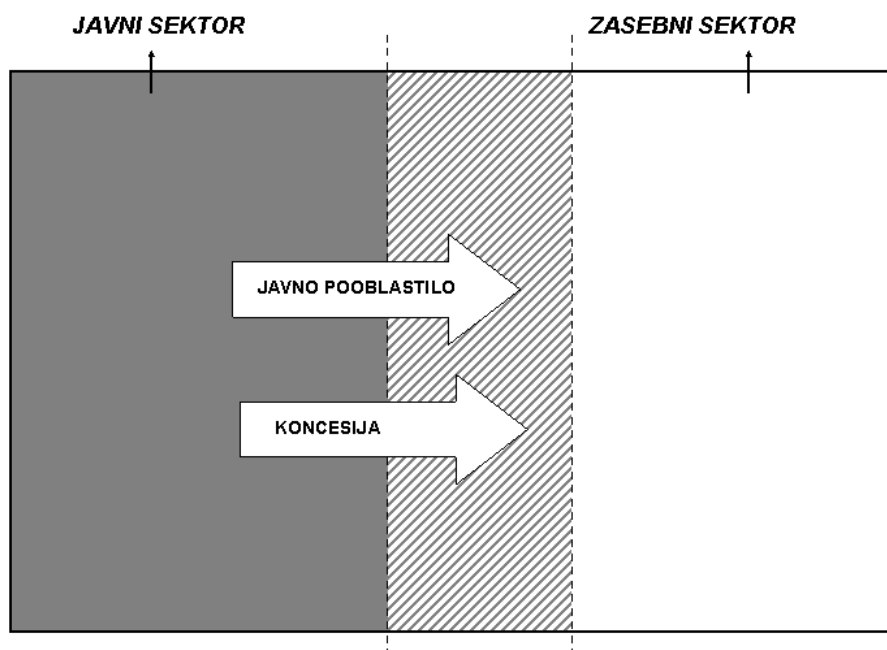 JAVNI SEKTOR
ZASEBNI SEKTOR
JAVNO POOBLASTILO
KONCESIJA